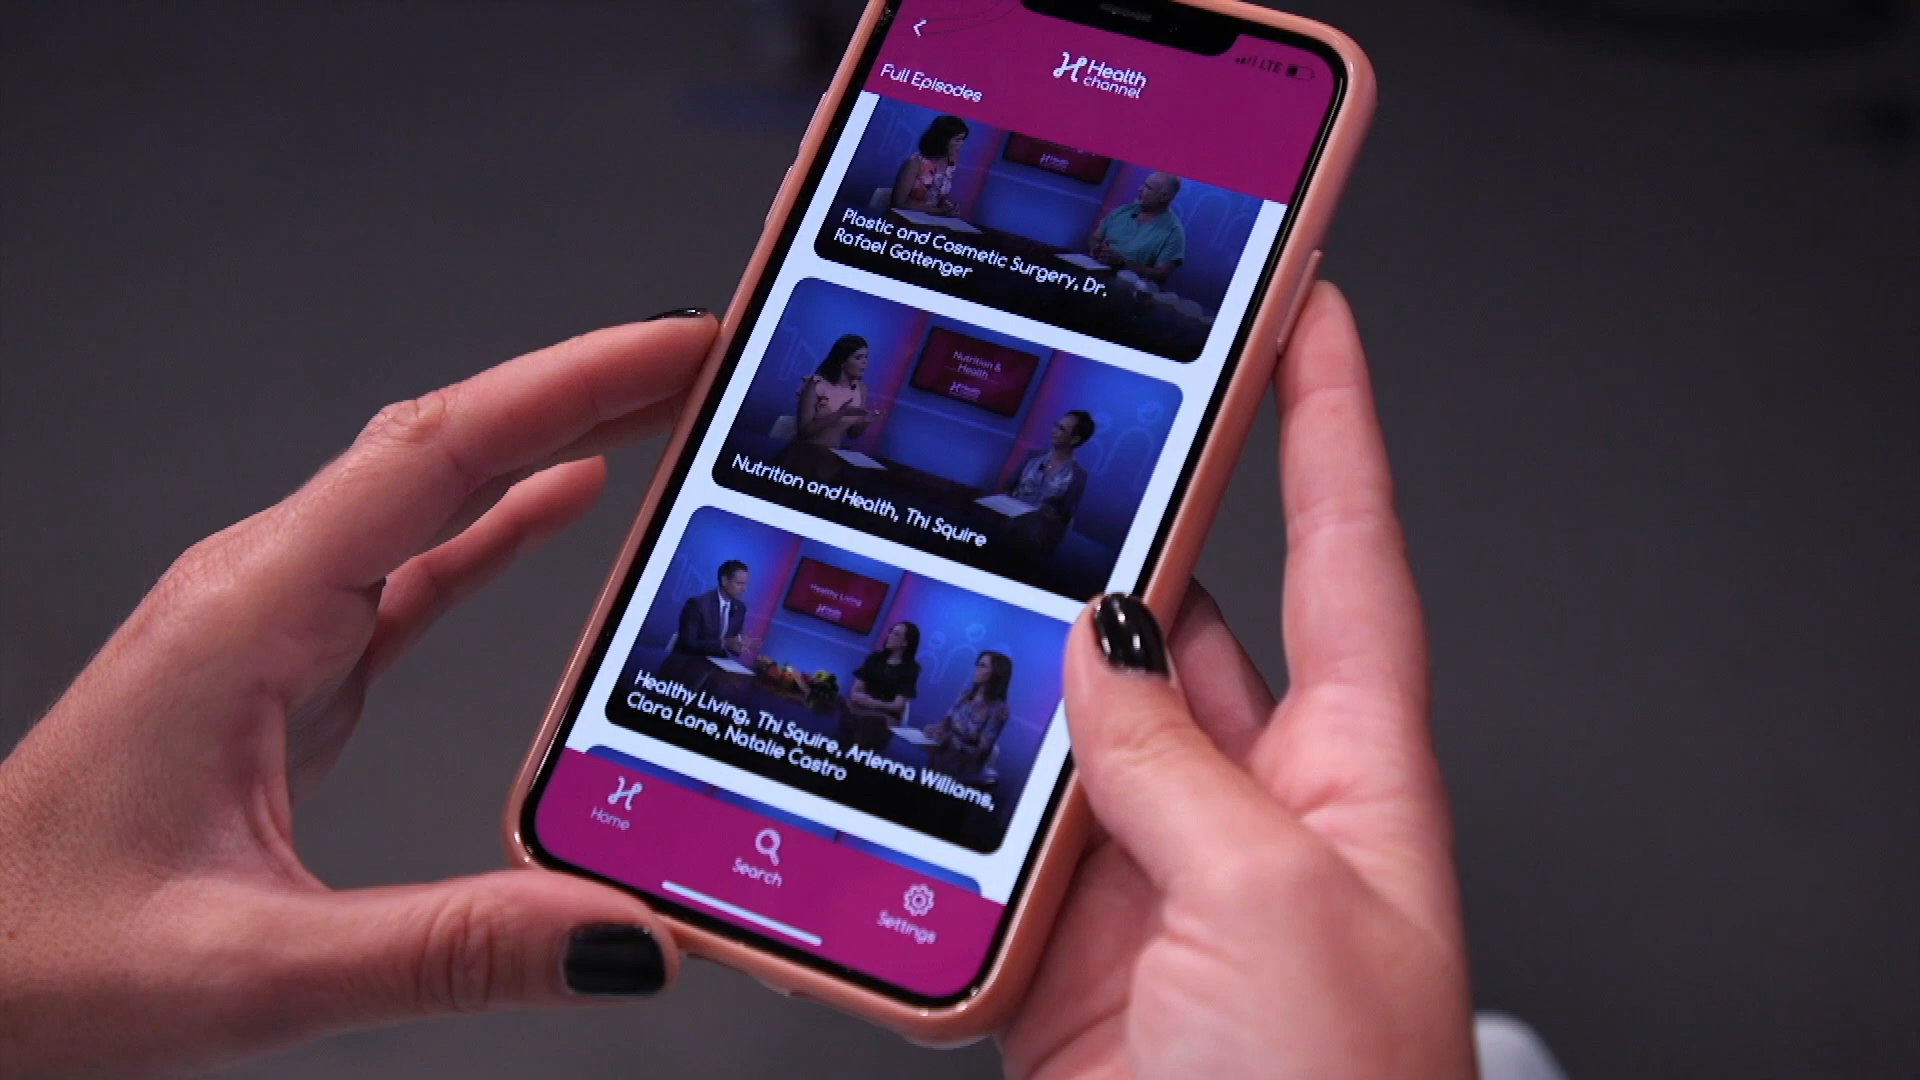 LTE
Health
channel
Full Episodes
Plastic and Cosmetic Surgery, Dr.
Rafael Gottenger
Nutrition &
Health
Nutrition and Health, Thi Squire
Healthy Living
Healthy Living, Thi Squire, Arlenna Williams,
Clara Lane, Natalie Castro
Home
Search
Settings